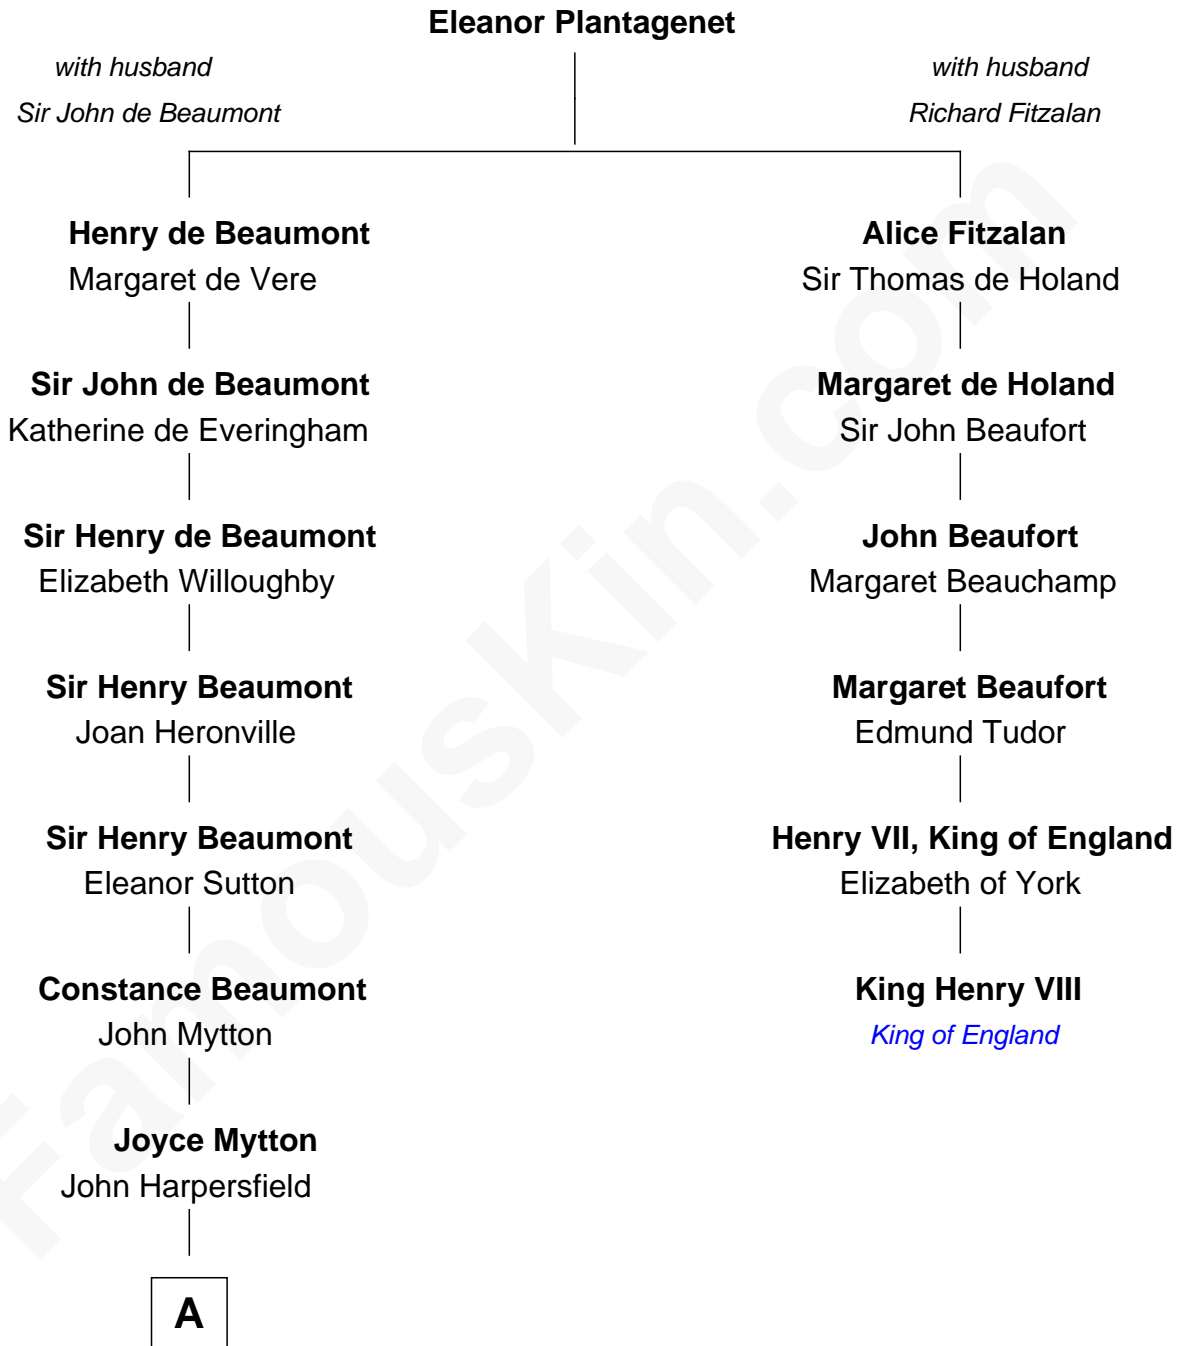 Eleanor Plantagenet
with husband
Sir John de Beaumont
with husband
Richard Fitzalan
Henry de Beaumont
Margaret de Vere
Alice Fitzalan
Sir Thomas de Holand
Sir John de Beaumont
Katherine de Everingham
Margaret de Holand
Sir John Beaufort
Sir Henry de Beaumont
Elizabeth Willoughby
John Beaufort
Margaret Beauchamp
Sir Henry Beaumont
Joan Heronville
Margaret Beaufort
Edmund Tudor
Sir Henry Beaumont
Eleanor Sutton
Henry VII, King of England
Elizabeth of York
Constance Beaumont
John Mytton
King Henry VIII
King of England
Joyce Mytton
John Harpersfield
A
FamousKin.com